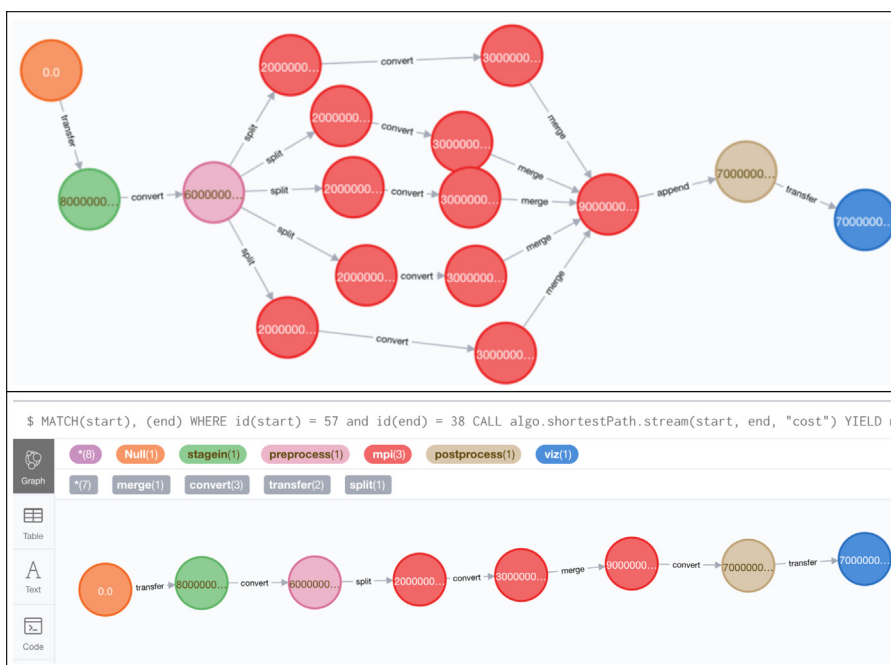 0.0
transfer
8000000...
convert
6000000...
split
split
split
split
split
2000000...
2000000...
2000000...
2000000...
2000000...
convert
convert
convert
convert
convert
3000000...
3000000...
3000000...
3000000...
3000000...
merge
merge
merge
merge
merge
9000000...
append
7000000...
transfer
7000000...
$ MATCH(start), (end) WHERE id(start) = 57 and id(end) = 38 CALL algo.shortestPath.stream(start, end, "cost") YIELD
*(8) Null(1) stagein(1) preprocess(1) mpi(3) postprocess(1) viz(1)
*(7) merge(1) convert(3) transfer(2) split(1)
Graph
Table
A
Text
Code
0.0 transfer 8000000... convert 6000000... split 2000000... convert 3000000... merge 9000000... convert 7000000... transfer 7000000...